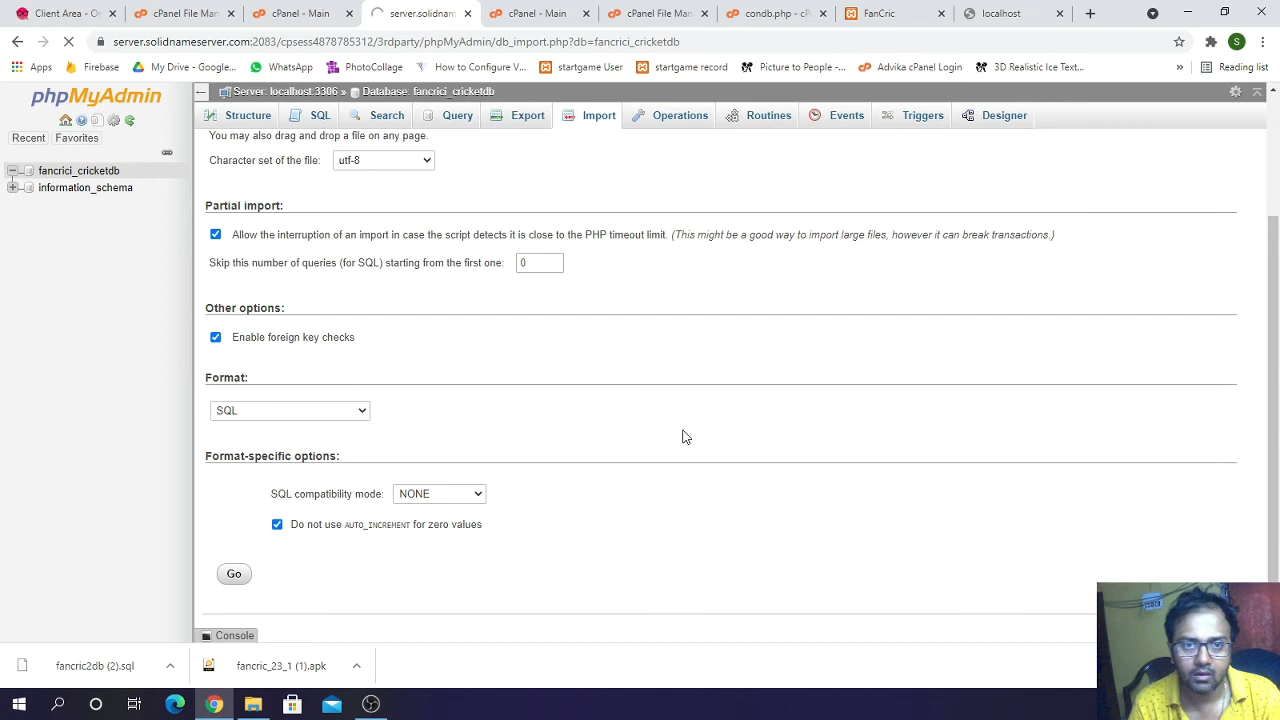 Client Area - O
cPanel File Man
cPanel - Main
server.solidnam
cPanel - Main
cPanel File Man
condb.php - cP
FanCric
localhost
server.solidnameserver.com:2083/cpsess4878785312/3rdparty/phpMyAdmin/db_import.php?db=fancrici_cricketdb
S
Apps
Firebase
My Drive - Google...
WhatsApp
PhotoCollage
How to Configure V...
startgame User
startgame record
Picture to People -...
Advika cPanel Login
3D Realistic Ice Text...
»
Reading list
phpMyAdmin
Recent
Favorites
fancrici_cricketdb
information_schema
Server: localhost:3306 » Database: fancrici_cricketdb
Structure
SQL
Search
Query
Export
Import
Operations
Routines
Events
Triggers
Designer
You may also drag and drop a file on any page.
Character set of the file: utf-8
Partial import:
Allow the interruption of an import in case the script detects it is close to the PHP timeout limit. (This might be a good way to import large files, however it can break transactions.)
Skip this number of queries (for SQL) starting from the first one: 0
Other options:
Enable foreign key checks
Format:
SQL
Format-specific options:
SQL compatibility mode: NONE
Do not use AUTO_INCREMENT for zero values
Go
Console
fancric2db (2).sql
fancric_23_1 (1).apk